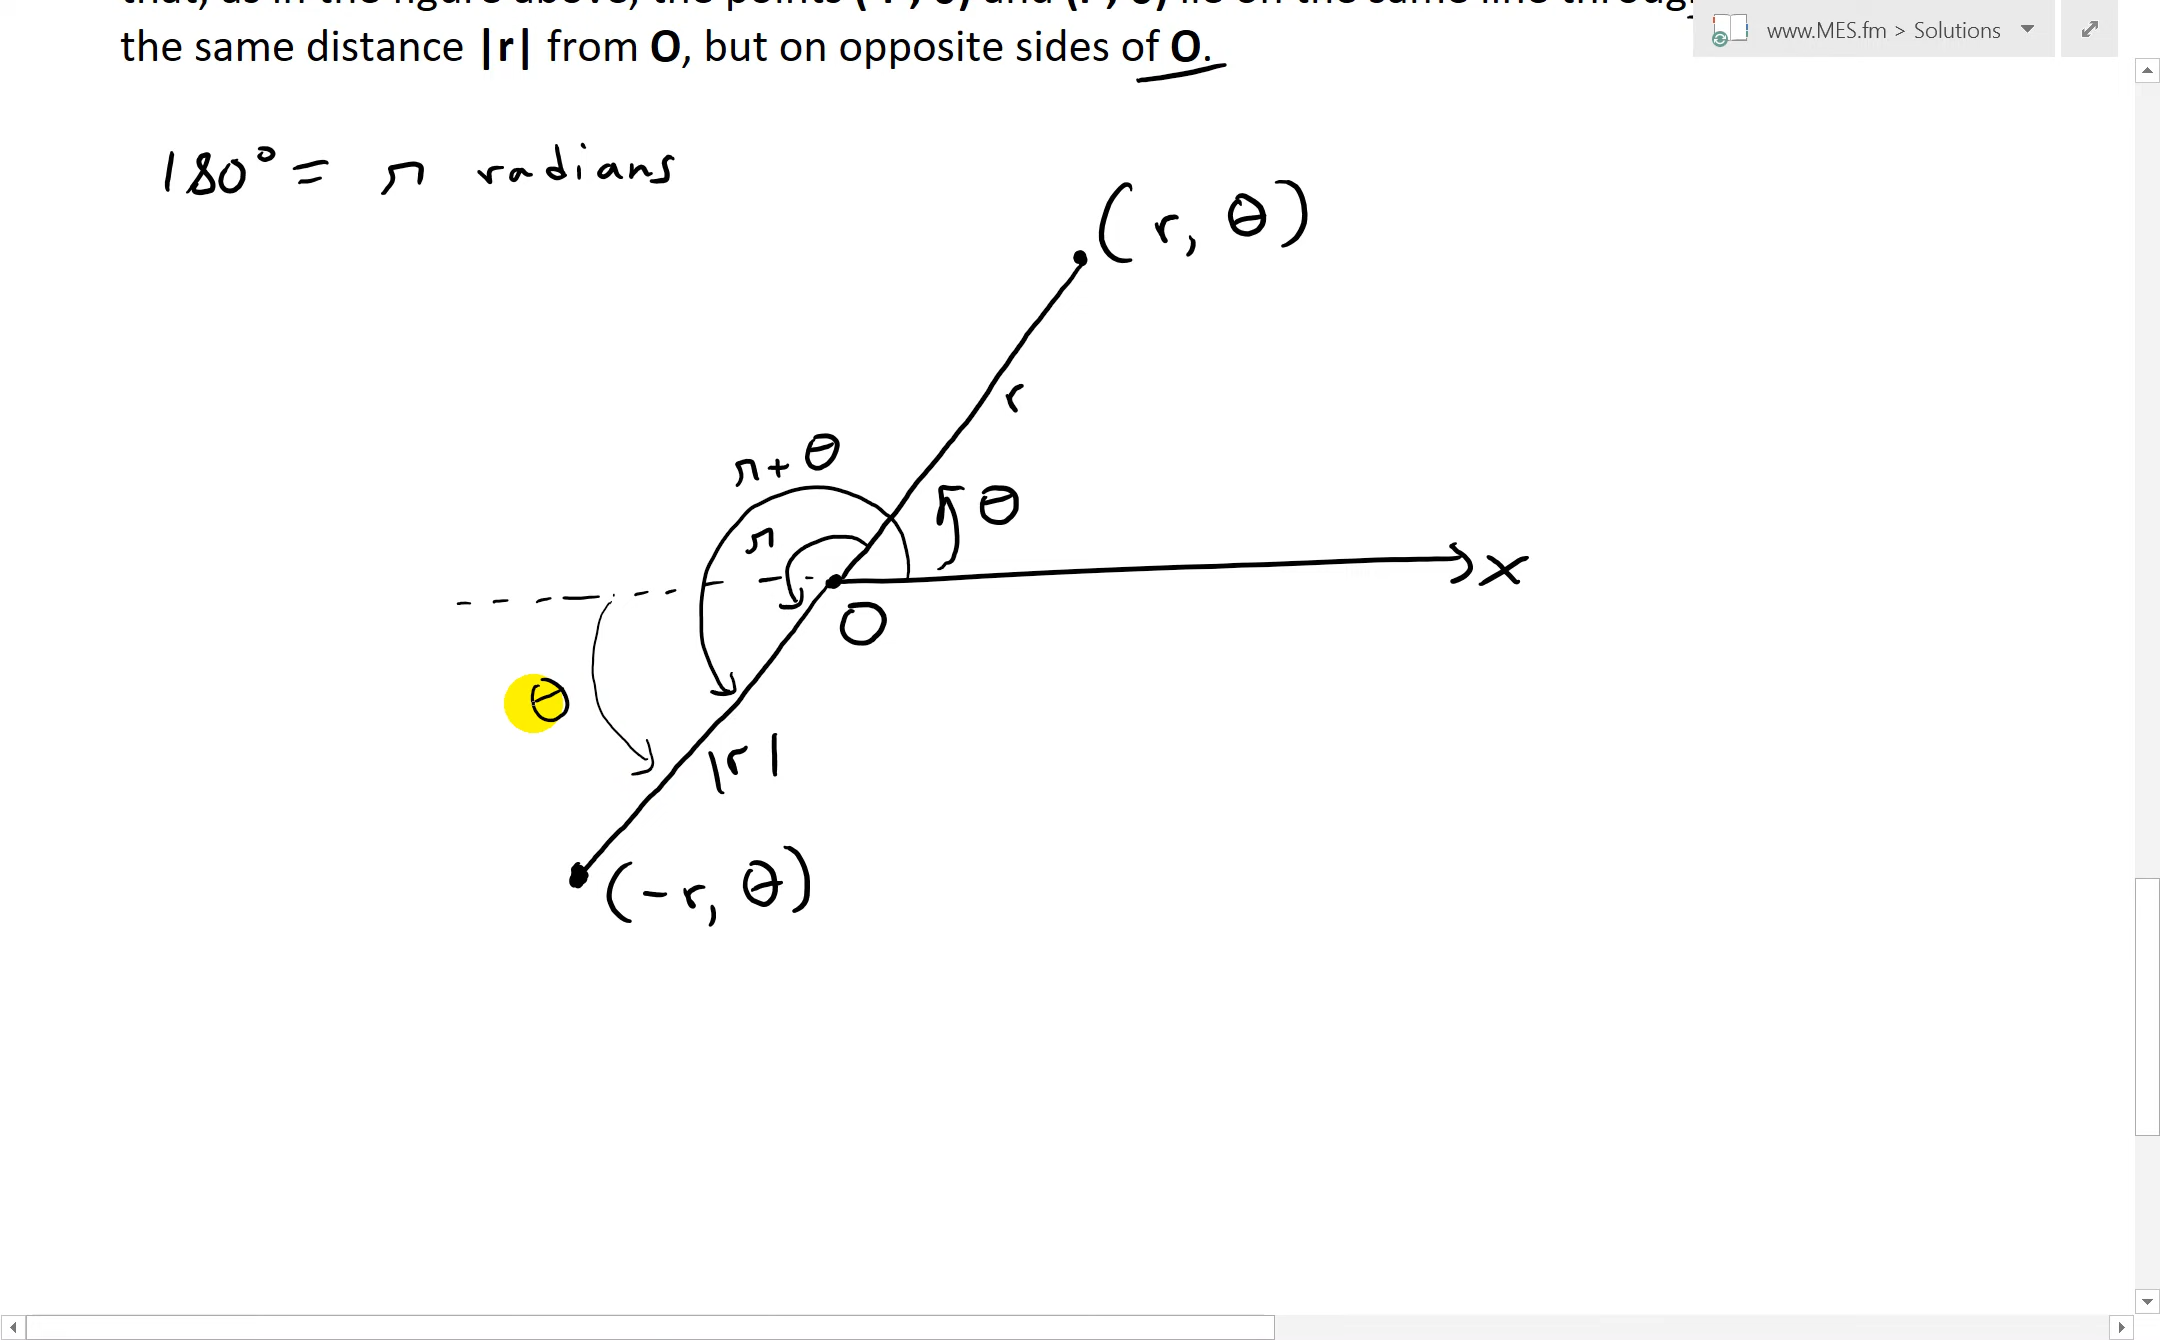 the same distance |r| from O, but on opposite sides of O.
www.MES.fm > Solutions
180° = π radians
(r, θ)
r
π + θ
θ
π
x
O
θ
|r|
(-r, θ)